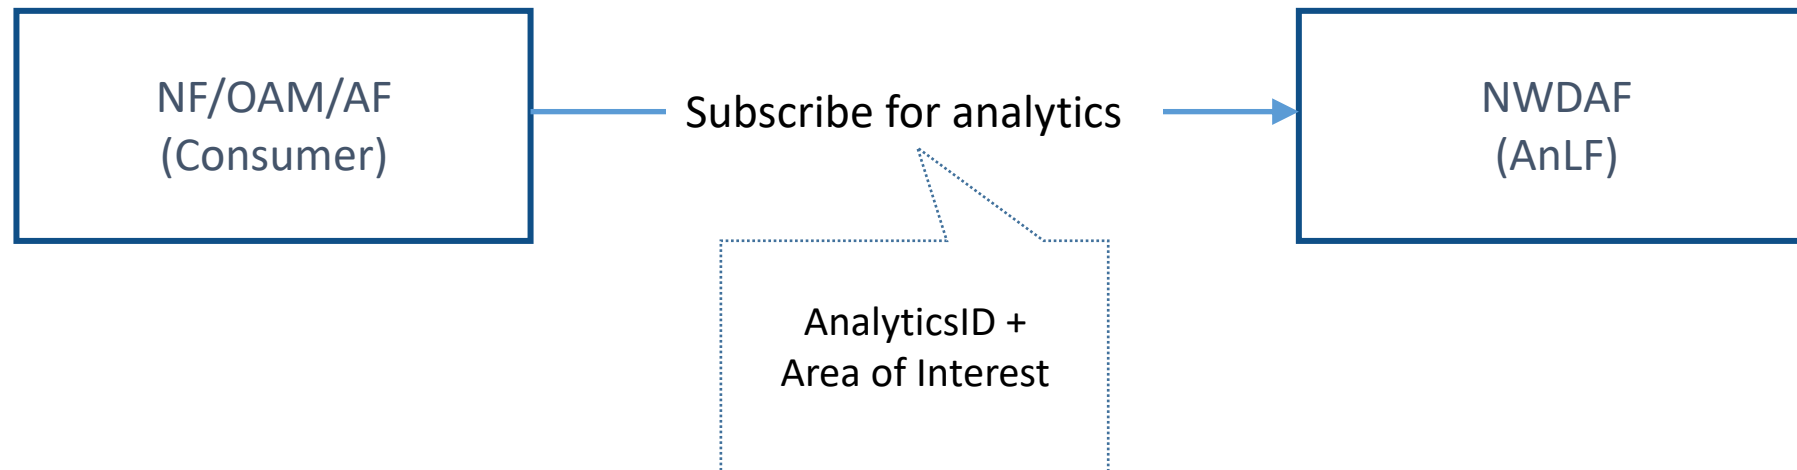 NF/OAM/AF
(Consumer)
Subscribe for analytics
NWDAF
(AnLF)
AnalyticsID +
Area of Interest